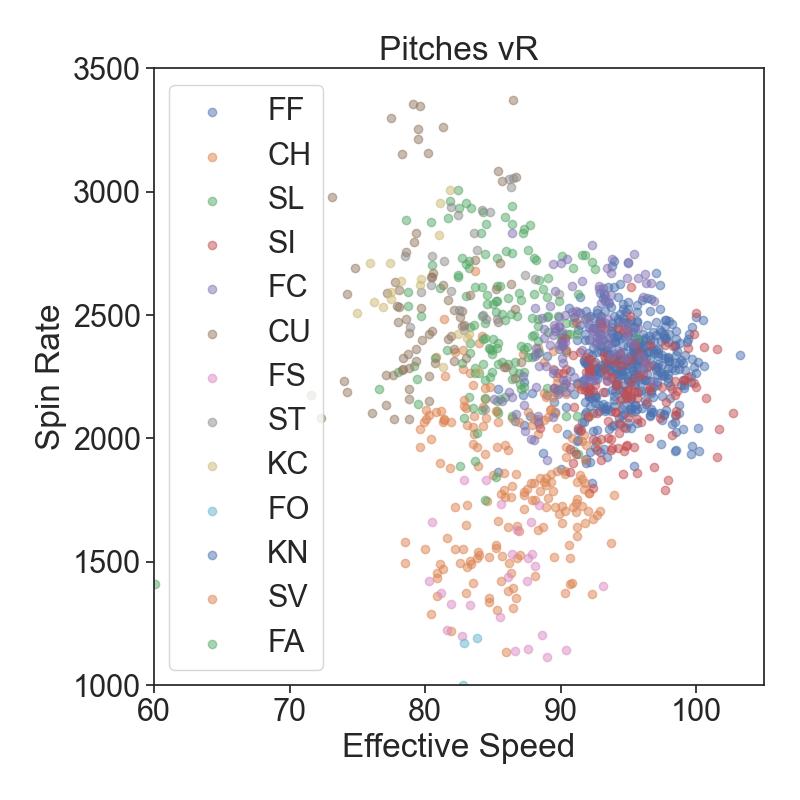 Pitches vR
3500
3000
2500
2000
1500
1000
Spin Rate
FF
CH
SL
SI
FC
CU
FS
ST
KC
FO
KN
SV
FA
60 70 80 90 100
Effective Speed